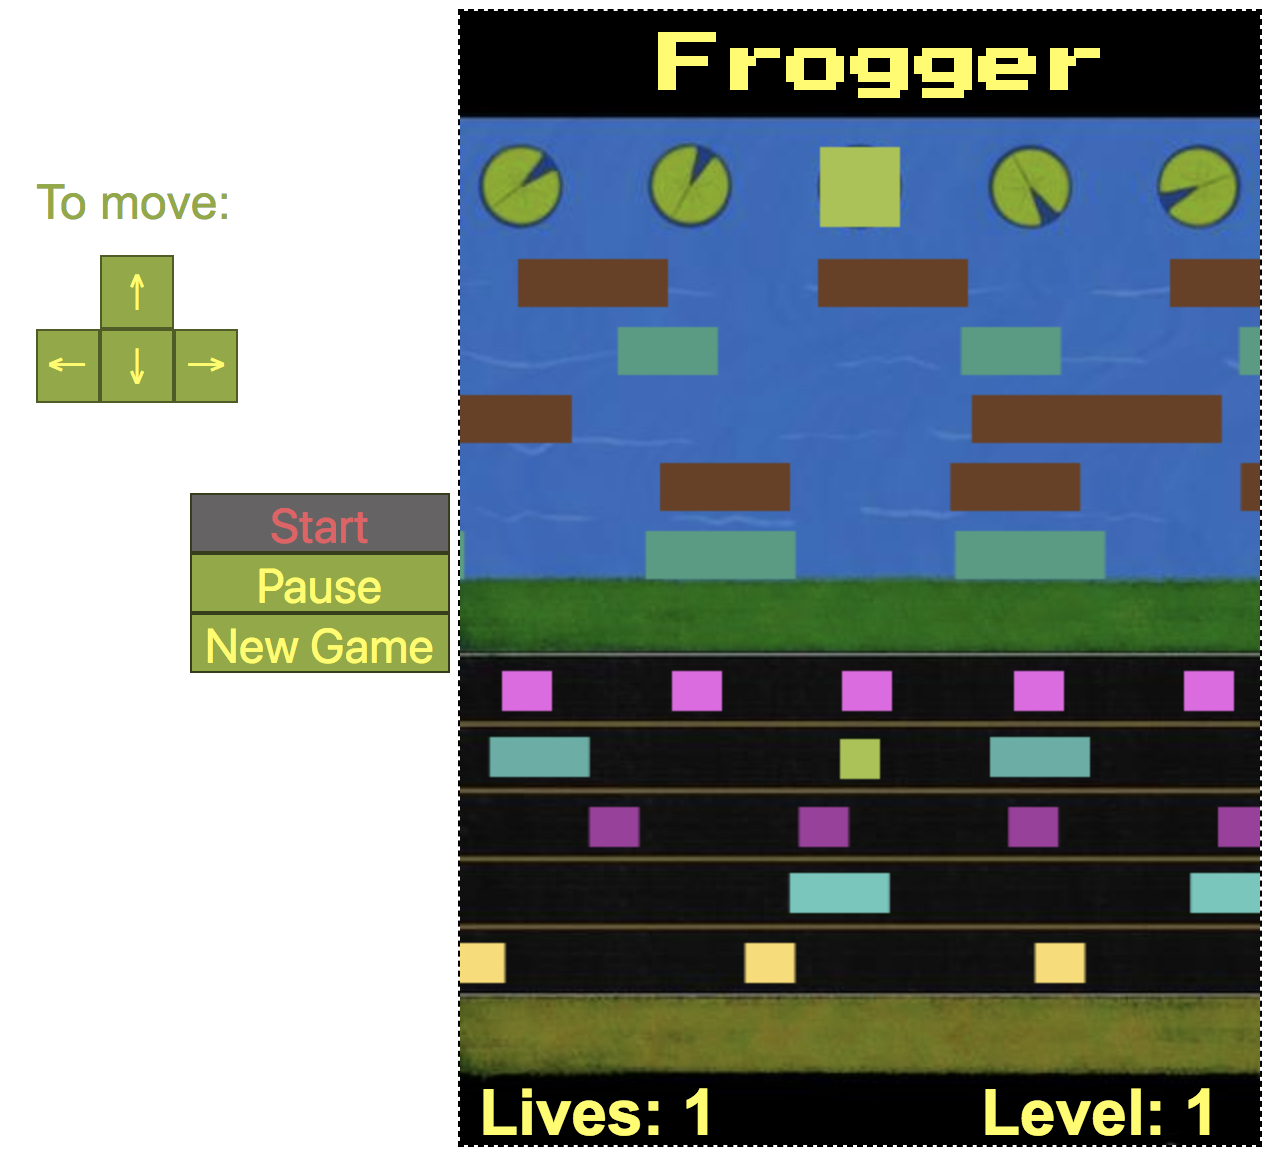 Frogger
To move:
↑
← ↓ →
Start
Pause
New Game
Lives: 1 Level: 1